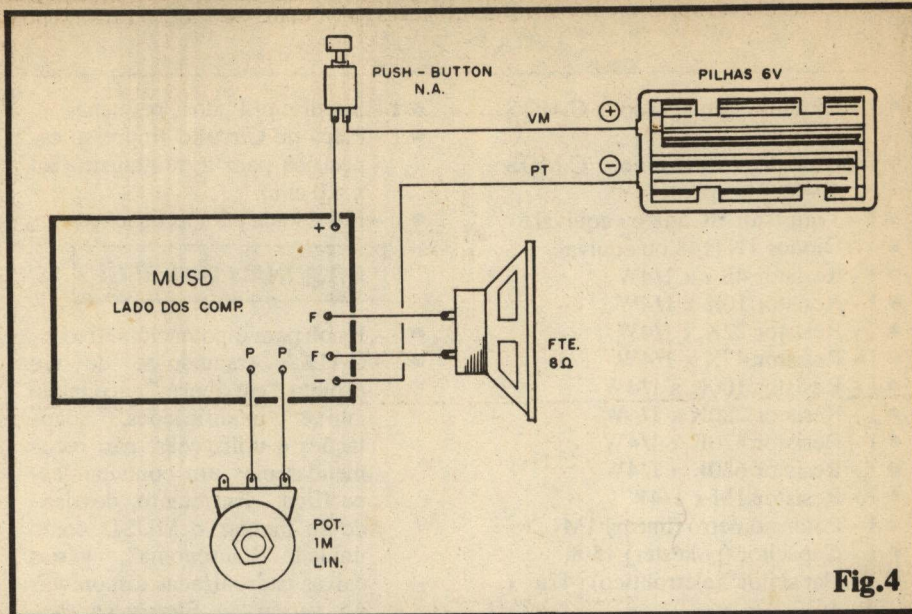 PUSH - BUTTON
N.A.
PILHAS 6V
VM
+
-
PT
+
MUSD
LADO DOS COMP.
F
F
P P
-
FTE.
8Ω
POT.
1M
LIN.
Fig.4